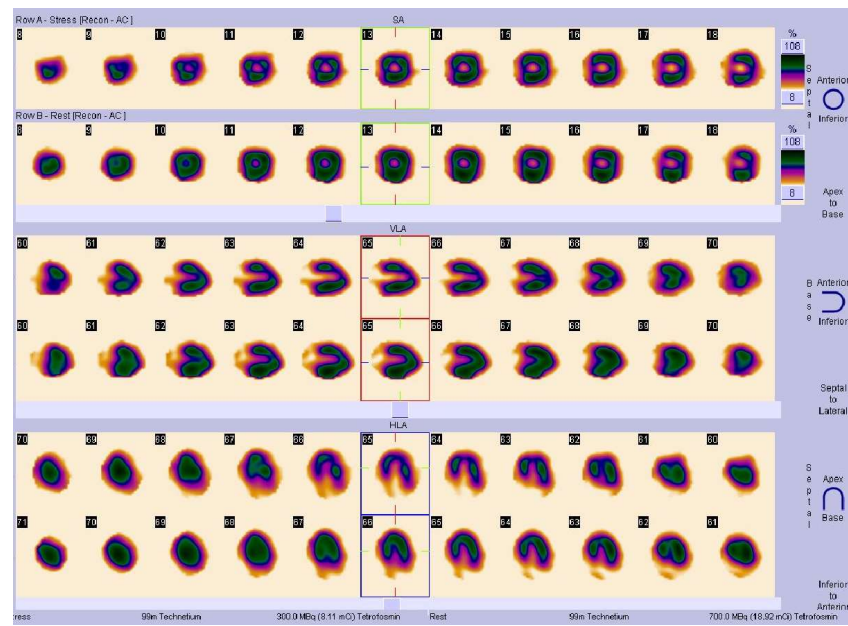 Row A - Stress [Recon - AC ] SA
8 9 10 11 12 13 14 15 16 17 18
%
108
8
Septal
Anterior
Inferior
Row B - Rest [Recon - AC ]
8 9 10 11 12 13 14 15 16 17 18
%
108
8
Apex
to
Base
VLA
60 61 62 63 64 65 66 67 68 69 70
Base
Anterior
Inferior
60 61 62 63 64 65 66 67 68 69 70
Septal
to
Lateral
HLA
70 69 68 67 66 65 64 63 62 61 60
Septal
Apex
Base
71 70 69 68 67 66 65 64 63 62 61
Inferior
to
Anterior
ress 99m Technetium 300.0 MBq (8.11 mCi) Tetrofosmin Rest 99m Technetium 700.0 MBq (18.92 mCi) Tetrofosmin